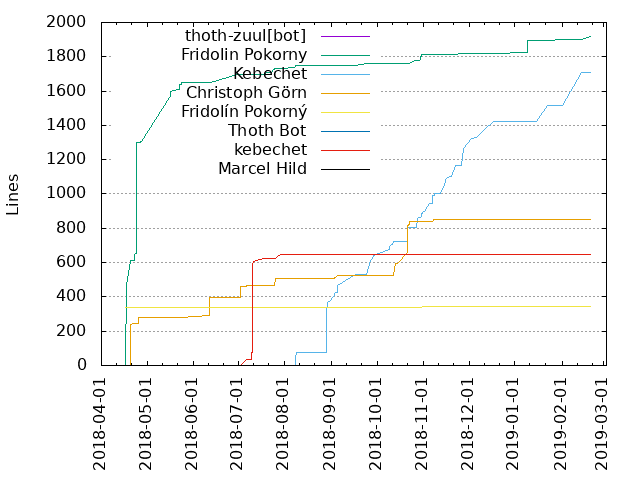 2000
1800
1600
1400
1200
1000
800
600
400
200
0
Lines
thoth-zuul[bot]
Fridolin Pokorny
Kebechet
Christoph Görn
Fridolín Pokorný
Thoth Bot
kebechet
Marcel Hild
2018-04-01
2018-05-01
2018-06-01
2018-07-01
2018-08-01
2018-09-01
2018-10-01
2018-11-01
2018-12-01
2019-01-01
2019-02-01
2019-03-01